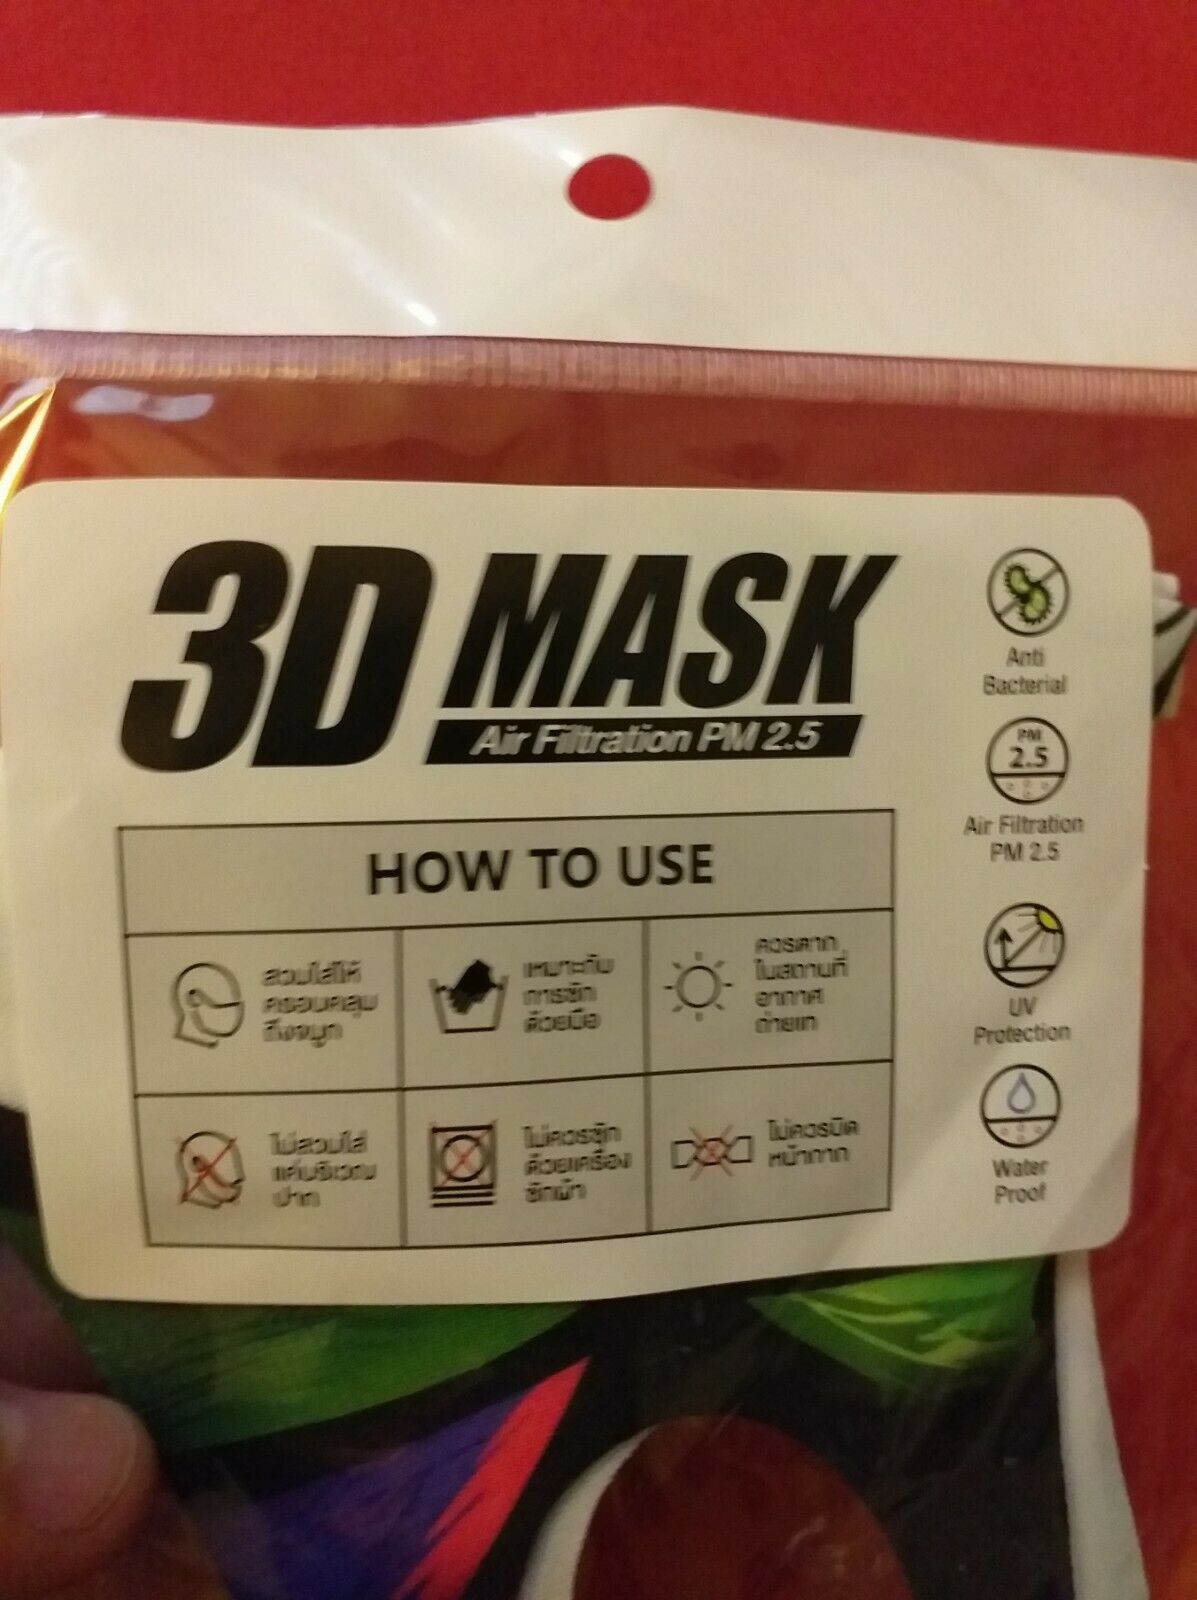 3D MASK
Air Filtration PM 2.5
HOW TO USE
สวมใส่ให้
ครอบคลุม
ถึงจมูก
เหมาะกับ
การซัก
ด้วยมือ
ควรตาก
ในสถานที่
อากาศ
ถ่ายเท
ไม่สวมใส่
แค่บริเวณ
ปาก
ไม่ควรซัก
ด้วยเครื่อง
ซักผ้า
ไม่ควรบิด
หน้ากาก
Anti
Bacterial
PM
2.5
Air Filtration
PM 2.5
UV
Protection
Water
Proof